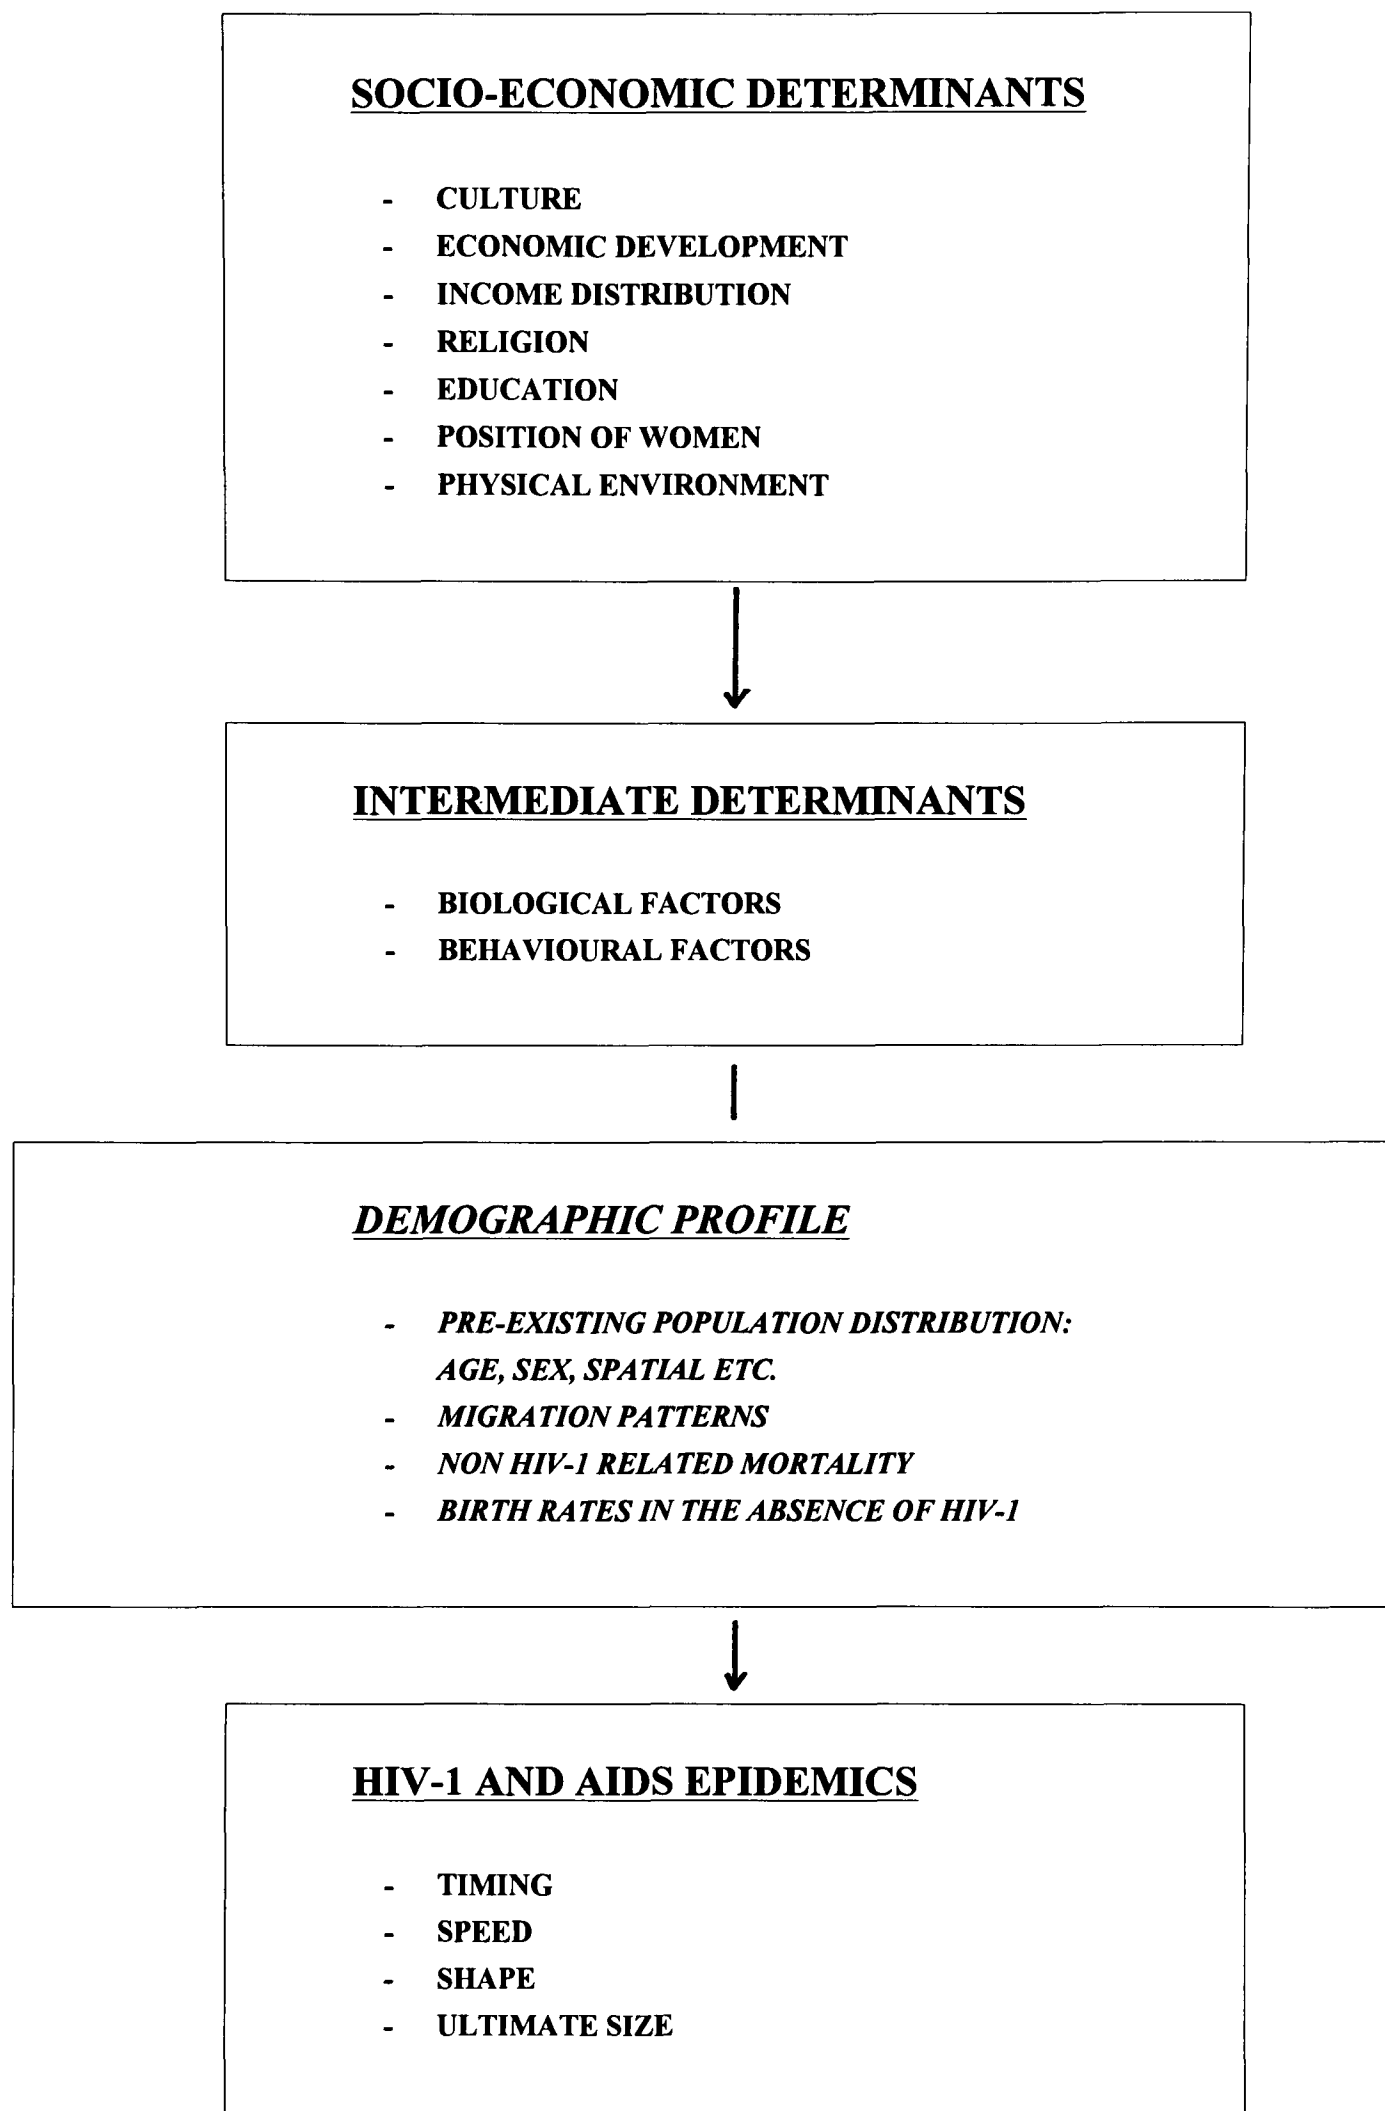 SOCIO-ECONOMIC DETERMINANTS
- CULTURE
- ECONOMIC DEVELOPMENT
- INCOME DISTRIBUTION
- RELIGION
- EDUCATION
- POSITION OF WOMEN
- PHYSICAL ENVIRONMENT
INTERMEDIATE DETERMINANTS
- BIOLOGICAL FACTORS
- BEHAVIOURAL FACTORS
DEMOGRAPHIC PROFILE
- PRE-EXISTING POPULATION DISTRIBUTION:
AGE, SEX, SPATIAL ETC.
- MIGRATION PATTERNS
- NON HIV-1 RELATED MORTALITY
- BIRTH RATES IN THE ABSENCE OF HIV-1
HIV-1 AND AIDS EPIDEMICS
- TIMING
- SPEED
- SHAPE
- ULTIMATE SIZE